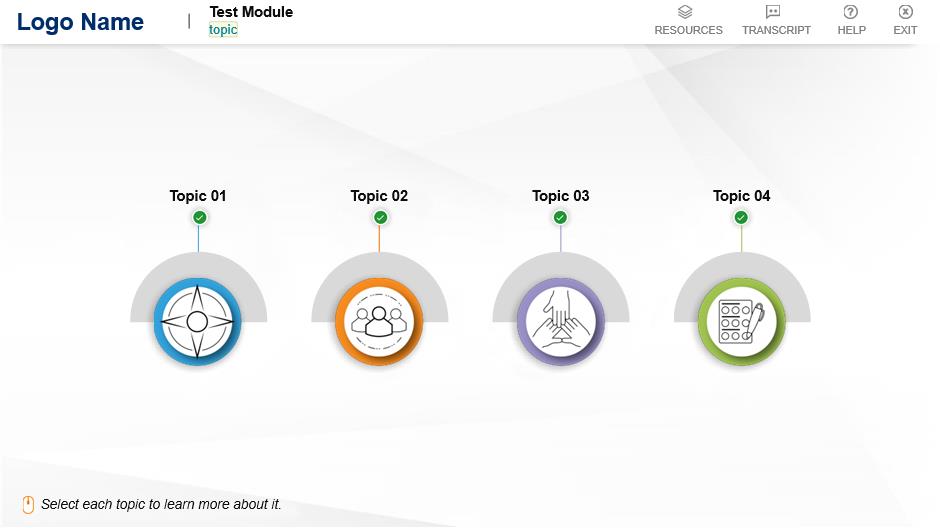 Logo Name
|
Test Module
topic
RESOURCES
TRANSCRIPT
HELP
EXIT
Topic 01
Topic 02
Topic 03
Topic 04
Select each topic to learn more about it.